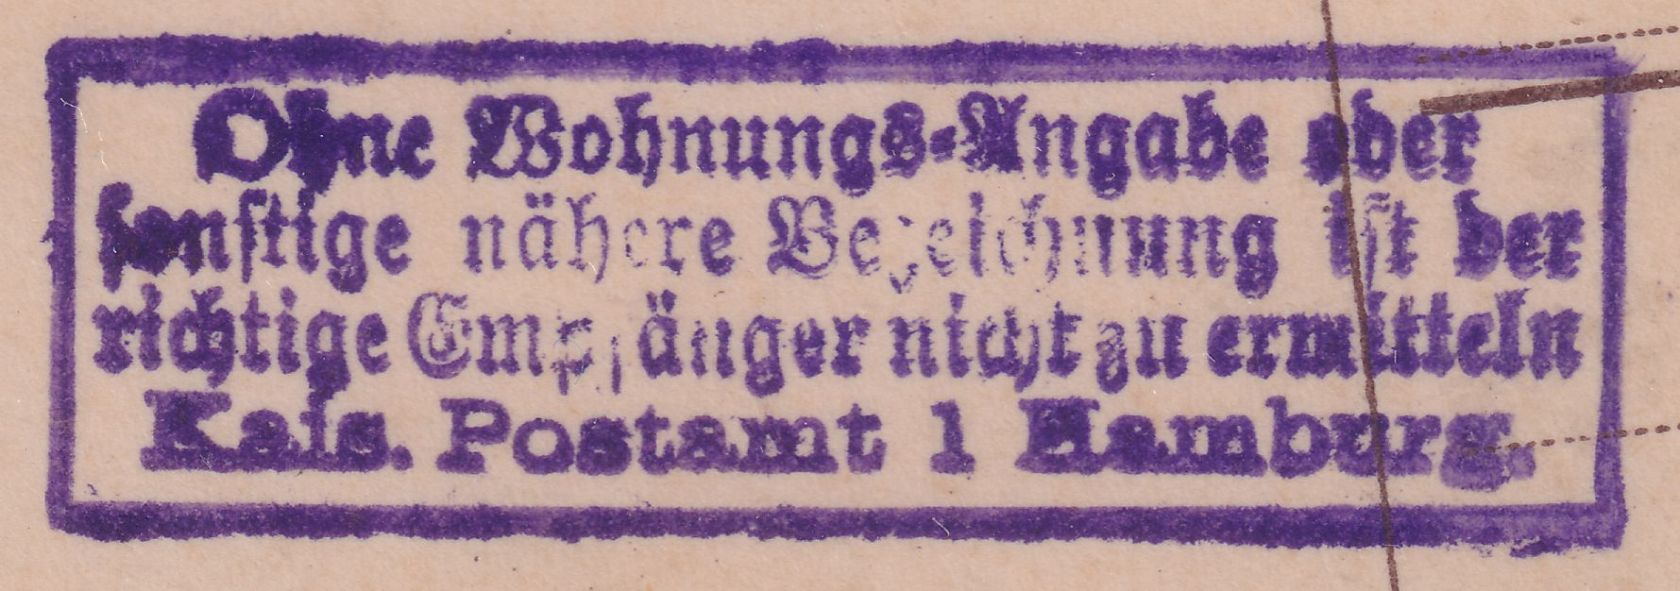 Ohne Wohnungs-Angabe oder
sonstige nähere Bezeichnung ist der
richtige Empfänger nicht zu ermitteln
Kais. Postamt 1 Hamburg.